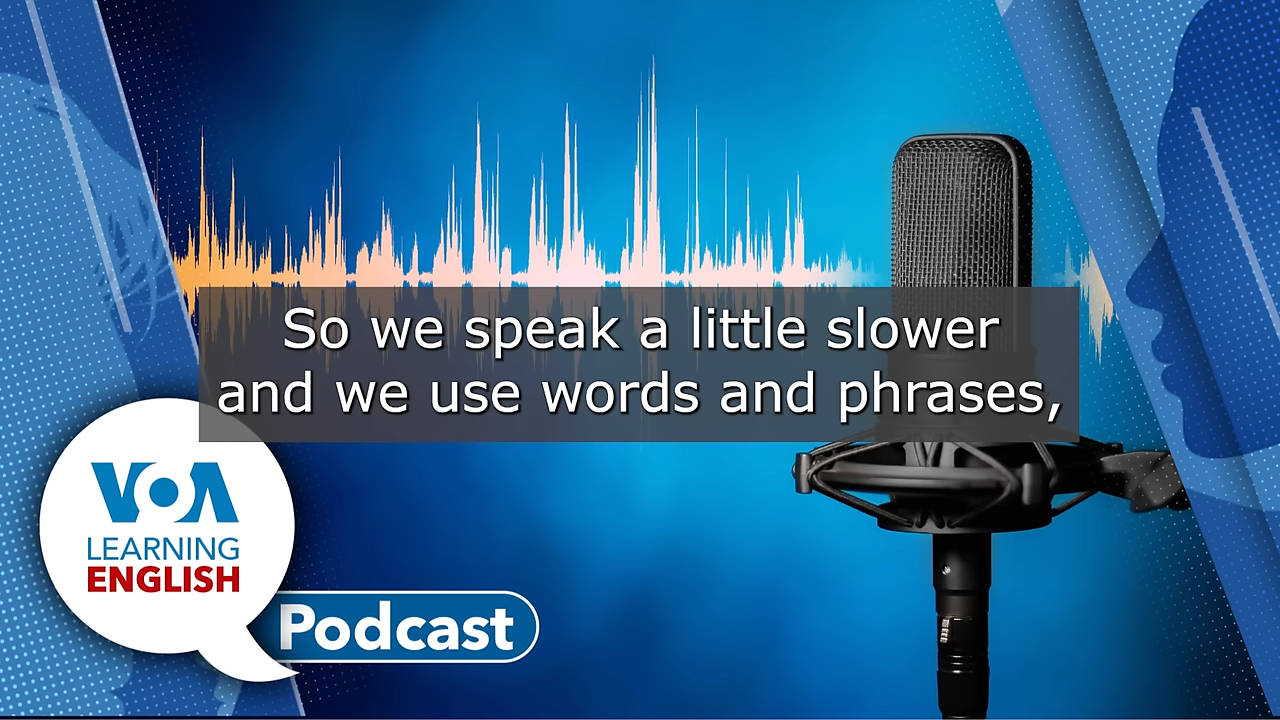 So we speak a little slower
and we use words and phrases,
VOA
LEARNING
ENGLISH
Podcast